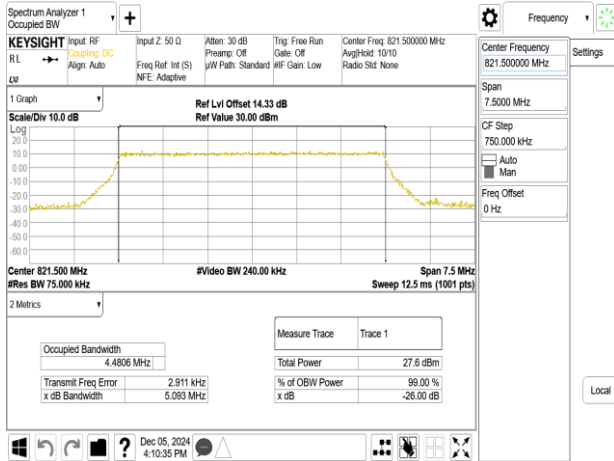 Spectrum Analyzer 1
Occupied BW
Frequency
KEYSIGHT
RL
Input: RF
Coupling: DC
Align: Auto
Input Z: 50 Ω
Freq Ref: Int (S)
NFE: Adaptive
Atten: 30 dB
Preamp: Off
µW Path: Standard
Trig: Free Run
Gate: Off
#IF Gain: Low
Center Freq: 821.500000 MHz
Avg|Hold: 10/10
Radio Std: None
Center Frequency
821.500000 MHz
Settings
Span
7.5000 MHz
CF Step
750.000 kHz
Auto
Man
Freq Offset
0 Hz
1 Graph
Scale/Div 10.0 dB
Ref Lvl Offset 14.33 dB
Ref Value 30.00 dBm
Log
20.0
10.0
0.00
-10.0
-20.0
-30.0
-40.0
-50.0
-60.0
Center 821.500 MHz
#Res BW 75.000 kHz
#Video BW 240.00 kHz
Span 7.5 MHz
Sweep 12.5 ms (1001 pts)
2 Metrics
Measure Trace Trace 1
Occupied Bandwidth
4.4806 MHz
Total Power 27.6 dBm
Transmit Freq Error 2.911 kHz
% of OBW Power 99.00 %
x dB Bandwidth 5.093 MHz
x dB -26.00 dB
Local
Dec 05, 2024
4:10:35 PM